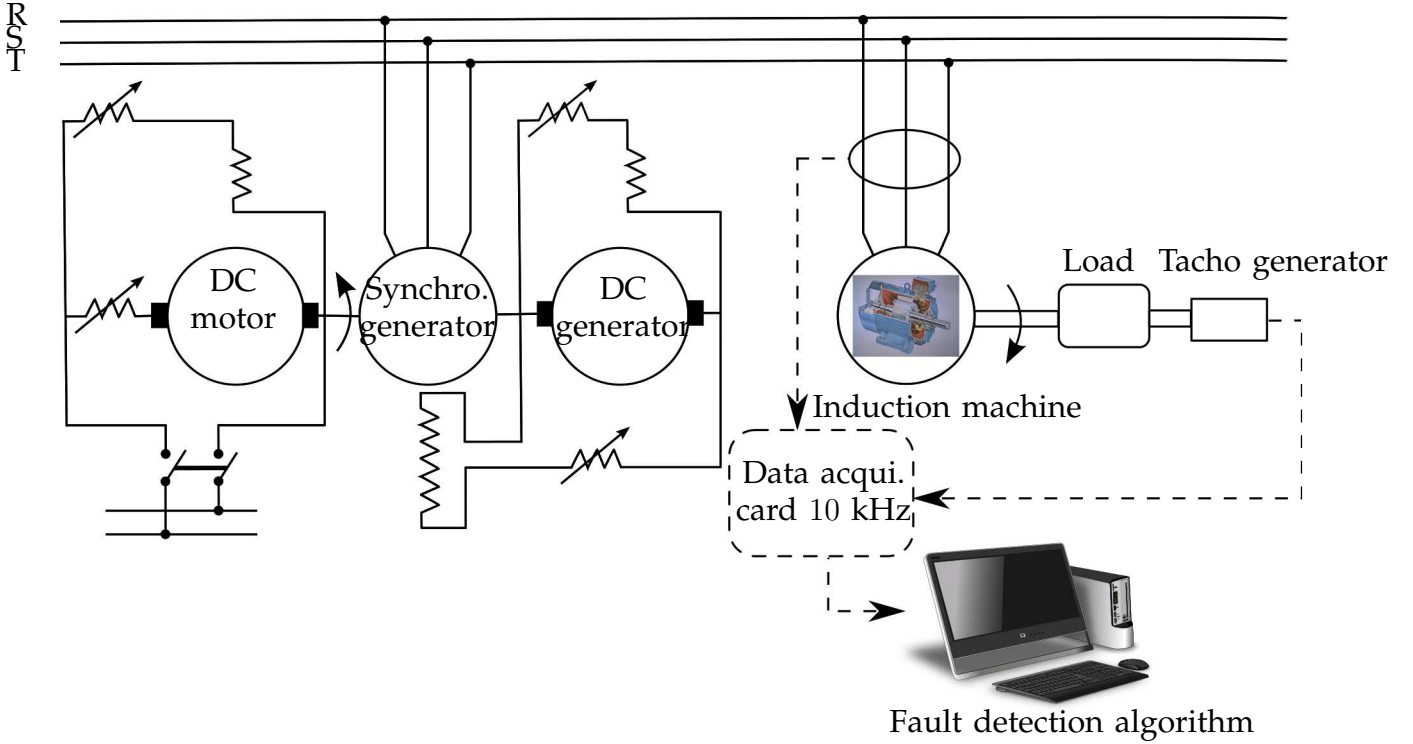 R
S
T
DC
motor
Synchro.
generator
DC
generator
Load
Tacho generator
Induction machine
Data acqui.
card 10 kHz
Fault detection algorithm